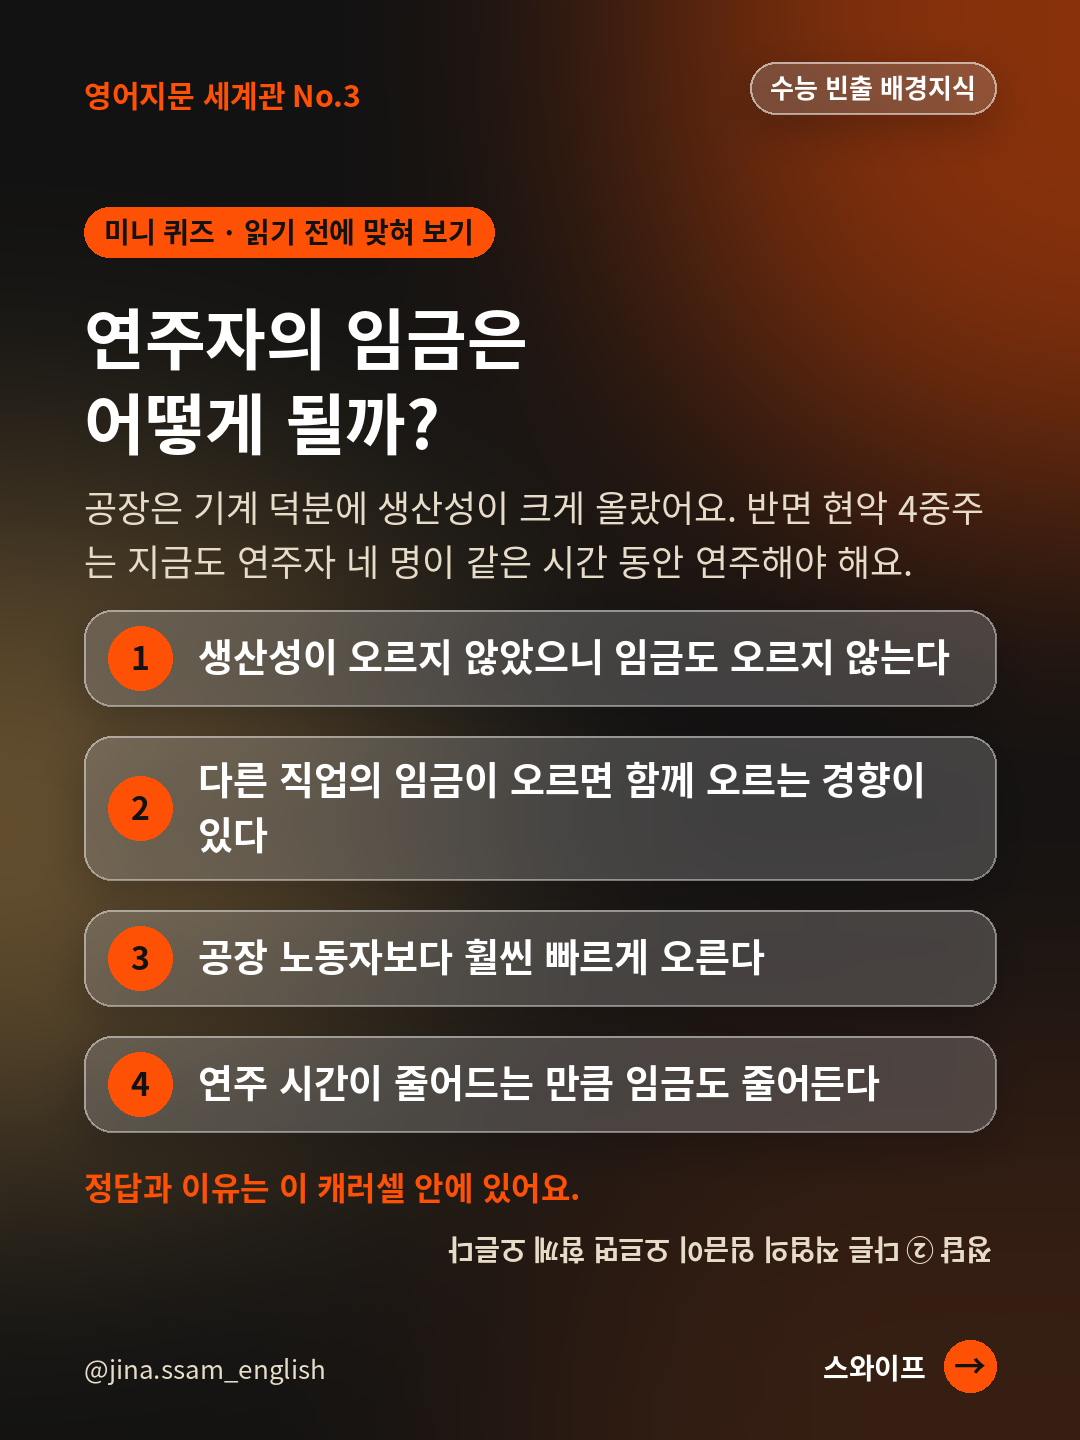 영어지문 세계관 No.3
수능 빈출 배경지식
미니 퀴즈 · 읽기 전에 맞혀 보기
연주자의 임금은
어떻게 될까?
공장은 기계 덕분에 생산성이 크게 올랐어요. 반면 현악 4중주
는 지금도 연주자 네 명이 같은 시간 동안 연주해야 해요.
1 생산성이 오르지 않았으니 임금도 오르지 않는다
2 다른 직업의 임금이 오르면 함께 오르는 경향이
있다
3 공장 노동자보다 훨씬 빠르게 오른다
4 연주 시간이 줄어드는 만큼 임금도 줄어든다
정답과 이유는 이 캐러셀 안에 있어요.
정답 ② 다른 직업의 임금이 오르면 함께 오른다
@jina.ssam_english
스와이프 →